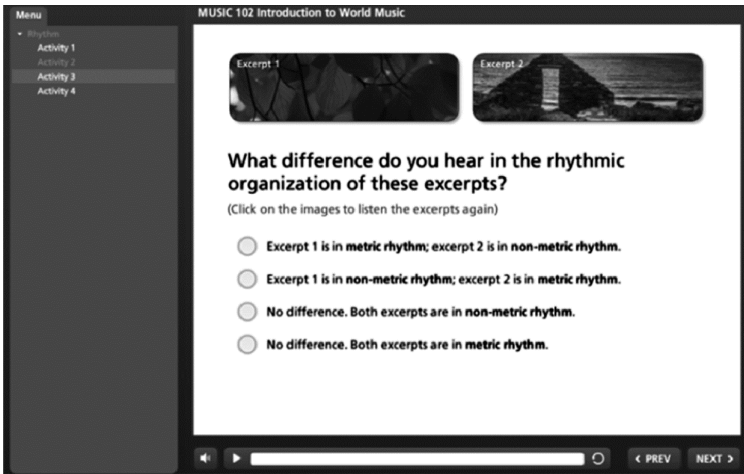 Menu
MUSIC 102 Introduction to World Music
Rhythm
Activity 1
Activity 2
Activity 3
Activity 4
Excerpt 1
Excerpt 2
What difference do you hear in the rhythmic
organization of these excerpts?
(Click on the images to listen the excerpts again)
Excerpt 1 is in metric rhythm; excerpt 2 is in non-metric rhythm.
Excerpt 1 is in non-metric rhythm; excerpt 2 is in metric rhythm.
No difference. Both excerpts are in non-metric rhythm.
No difference. Both excerpts are in metric rhythm.
< PREV
NEXT >